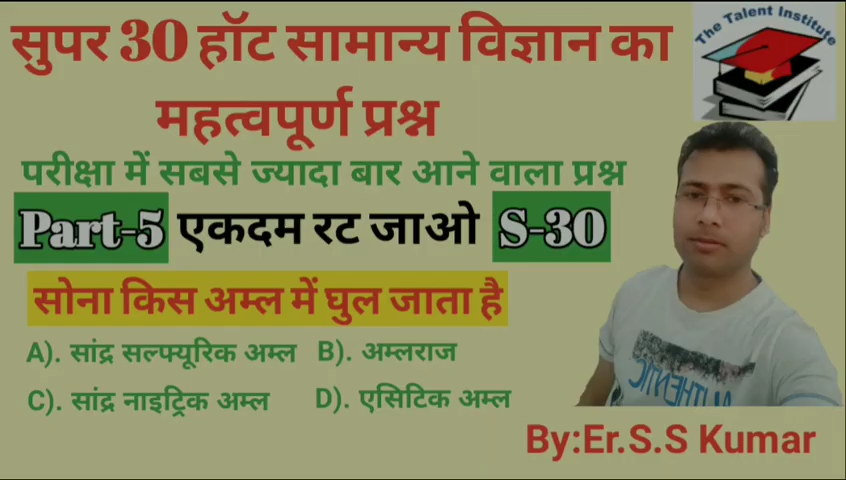 The Talent Institute
सुपर 30 हॉट सामान्य विज्ञान का
महत्वपूर्ण प्रश्न
परीक्षा में सबसे ज्यादा बार आने वाला प्रश्न
Part-5 एकदम रट जाओ S-30
सोना किस अम्ल में घुल जाता है
A). सांद्र सल्फ्यूरिक अम्ल B). अम्लराज
C). सांद्र नाइट्रिक अम्ल D). एसिटिक अम्ल
AUTHENTIC
By:Er.S.S Kumar